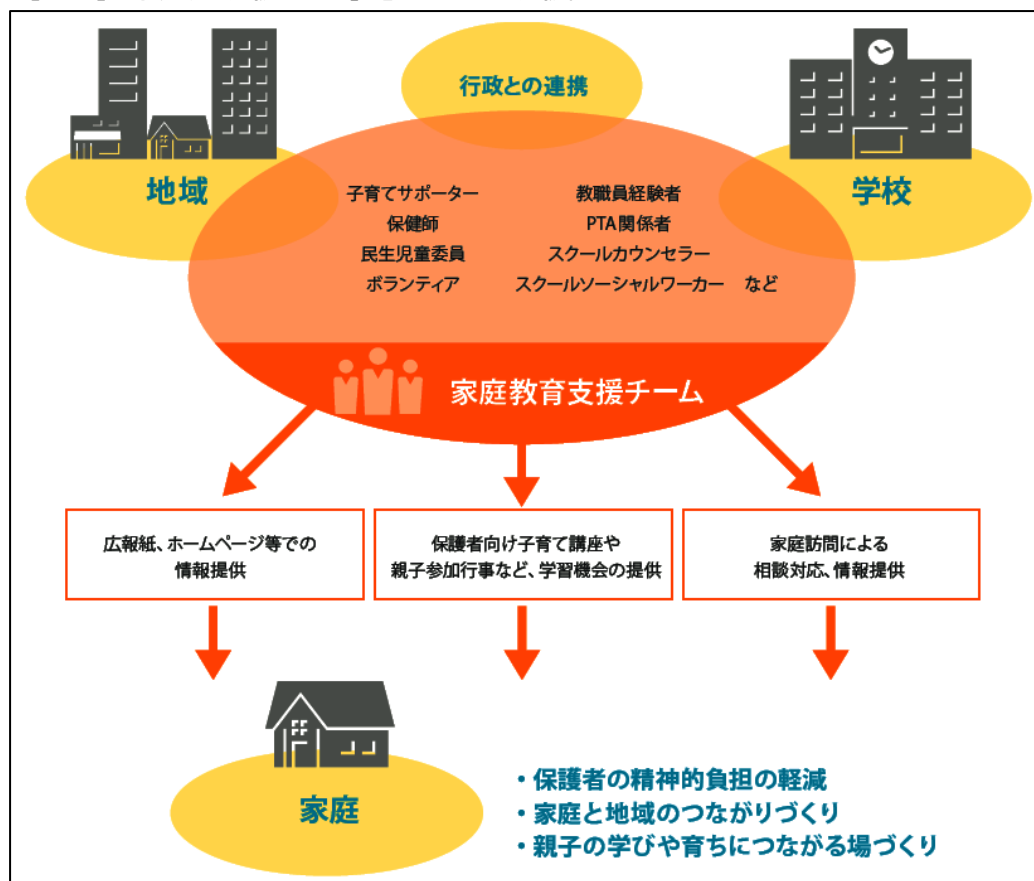 行政との連携
地域
学校
子育てサポーター
保健師
民生児童委員
ボランティア
教職員経験者
PTA関係者
スクールカウンセラー
スクールソーシャルワーカー　など
家庭教育支援チーム
広報紙、ホームページ等での
情報提供
保護者向け子育て講座や
親子参加行事など、学習機会の提供
家庭訪問による
相談対応、情報提供
家庭
・保護者の精神的負担の軽減
・家庭と地域のつながりづくり
・親子の学びや育ちにつながる場づくり